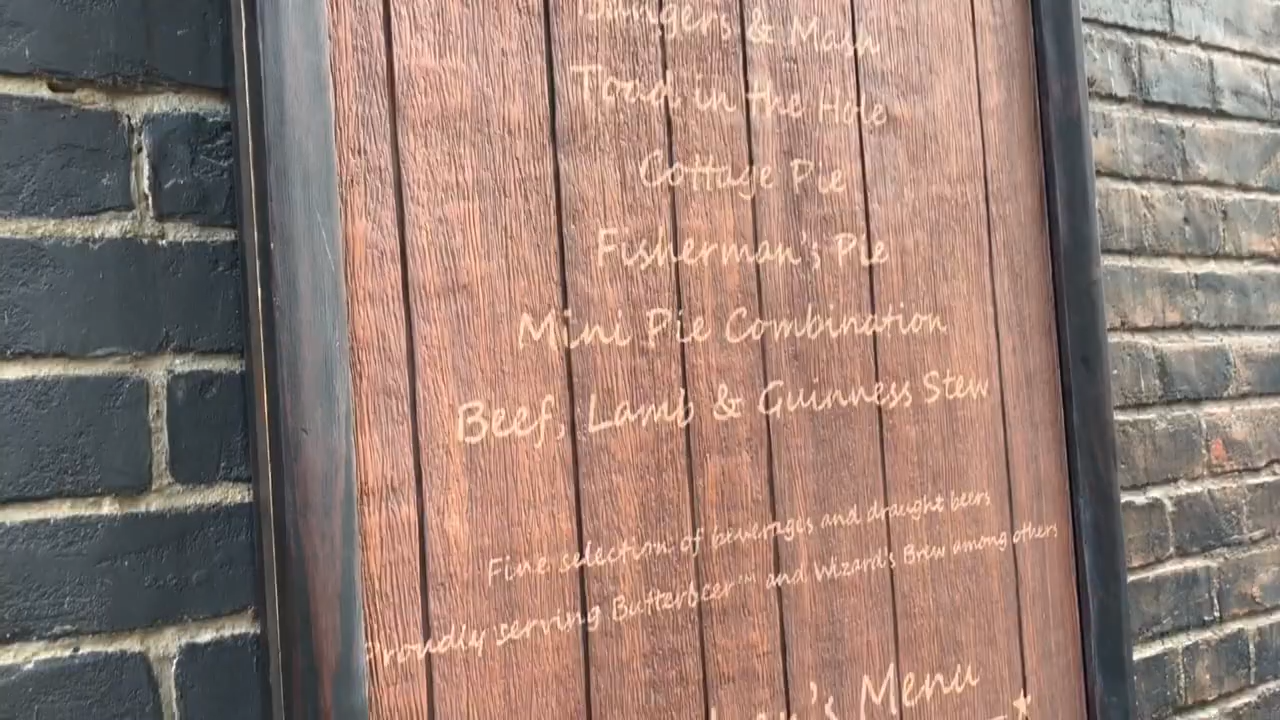 Bangers & Mash
Toad in the Hole
Cottage Pie
Fisherman's Pie
Mini Pie Combination
Beef, Lamb & Guinness Stew
Fine selection of beverages and draught beers
Proudly serving Butterbeer™ and Wizard's Brew among others
Menu